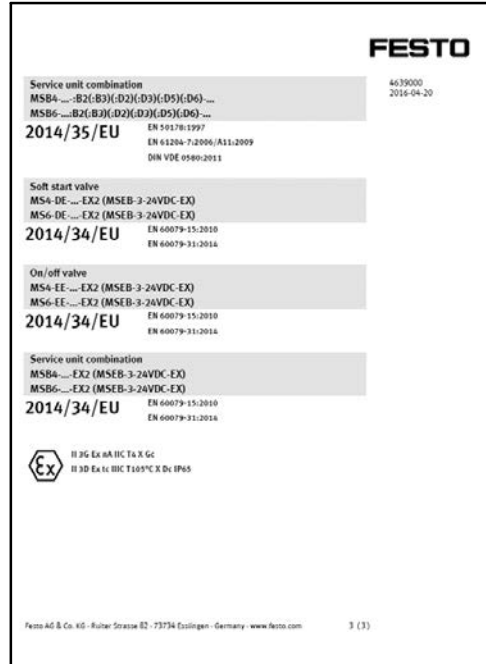 FESTO
4639000
2016-04-20
Service unit combination
MSB4-...-:B2(:B3)(:D2)(:D3)(:D5)(:D6)-...
MSB6-...:B2(:B3)(:D2)(:D3)(:D5)(:D6)-...
2014/35/EU
EN 50178:1997
EN 61204-7:2006/A11:2009
DIN VDE 0580:2011
Soft start valve
MS4-DE-...-EX2 (MSEB-3-24VDC-EX)
MS6-DE-...-EX2 (MSEB-3-24VDC-EX)
2014/34/EU
EN 60079-15:2010
EN 60079-31:2014
On/off valve
MS4-EE-...-EX2 (MSEB-3-24VDC-EX)
MS6-EE-...-EX2 (MSEB-3-24VDC-EX)
2014/34/EU
EN 60079-15:2010
EN 60079-31:2014
Service unit combination
MSB4-...-EX2 (MSEB-3-24VDC-EX)
MSB6-...-EX2 (MSEB-3-24VDC-EX)
2014/34/EU
EN 60079-15:2010
EN 60079-31:2014
Ex
II 3G Ex nA IIC T4 X Gc
II 3D Ex tc IIIC T105°C X Dc IP65
Festo AG & Co. KG - Ruiter Strasse 82 - 73734 Esslingen - Germany - www.festo.com
3 (3)